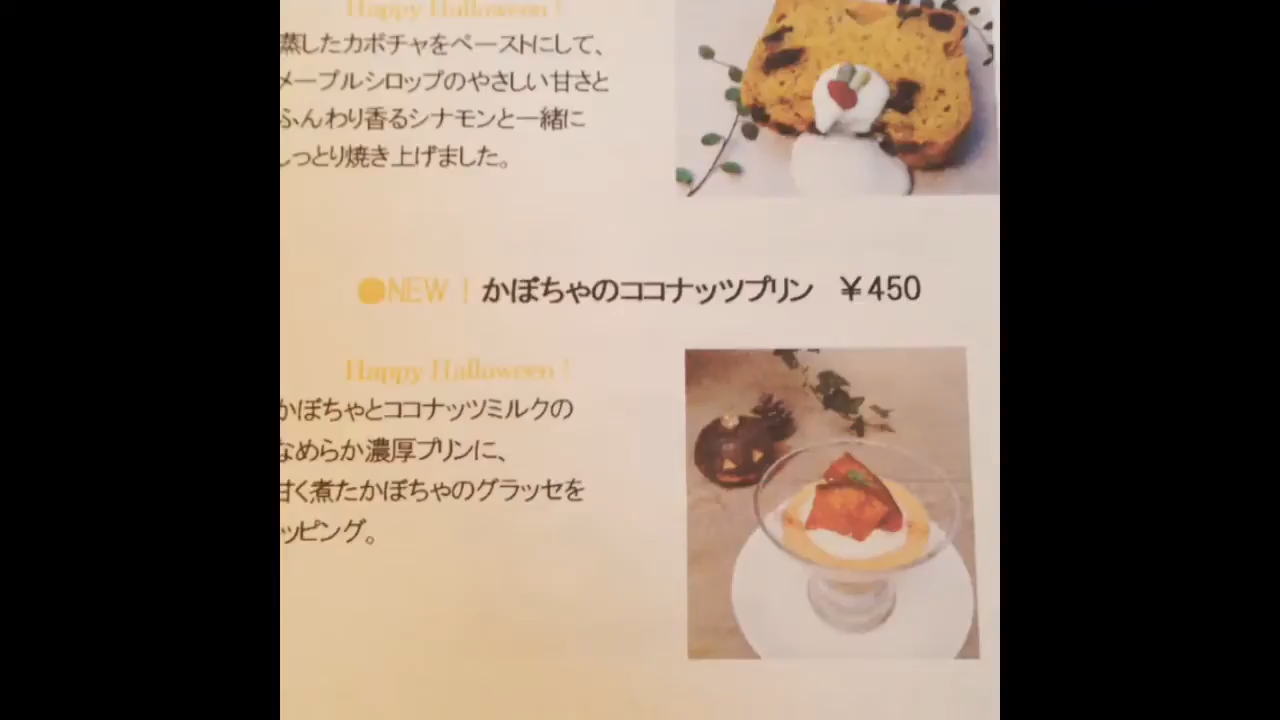 Happy Halloween !
蒸したカボチャをペーストにして、
メープルシロップのやさしい甘さと
ふんわり香るシナモンと一緒に
しっとり焼き上げました。
●NEW！かぼちゃのココナッツプリン ￥450
Happy Halloween !
かぼちゃとココナッツミルクの
なめらか濃厚プリンに、
甘く煮たかぼちゃのグラッセを
ッピング。